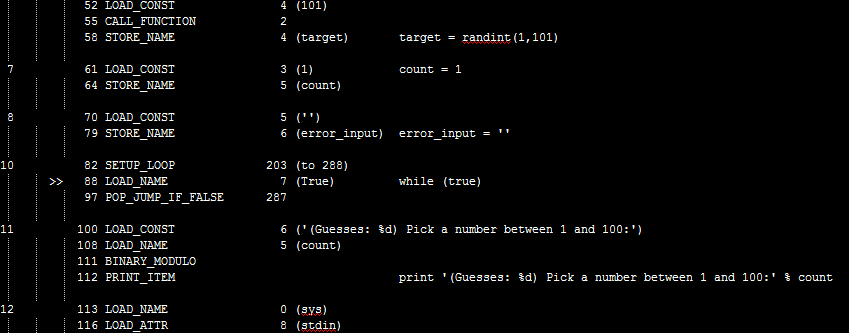 52 LOAD_CONST 4 (101)
55 CALL_FUNCTION 2
58 STORE_NAME 4 (target) target = randint(1,101)
7 61 LOAD_CONST 3 (1) count = 1
64 STORE_NAME 5 (count)
8 70 LOAD_CONST 5 ('')
79 STORE_NAME 6 (error_input) error_input = ''
10 82 SETUP_LOOP 203 (to 288)
>> 88 LOAD_NAME 7 (True) while (true)
97 POP_JUMP_IF_FALSE 287
11 100 LOAD_CONST 6 ('(Guesses: %d) Pick a number between 1 and 100:')
108 LOAD_NAME 5 (count)
111 BINARY_MODULO
112 PRINT_ITEM print '(Guesses: %d) Pick a number between 1 and 100:' % count
12 113 LOAD_NAME 0 (sys)
116 LOAD_ATTR 8 (stdin)